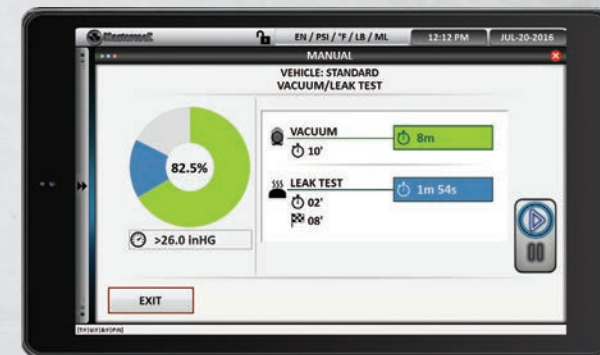 Mastercool
EN / PSI / °F / LB / ML
12:12 PM
JUL-20-2016
MANUAL
VEHICLE: STANDARD
VACUUM/LEAK TEST
82.5%
>26.0 inHG
VACUUM
10'
8m
LEAK TEST
02'
08'
1m 54s
EXIT